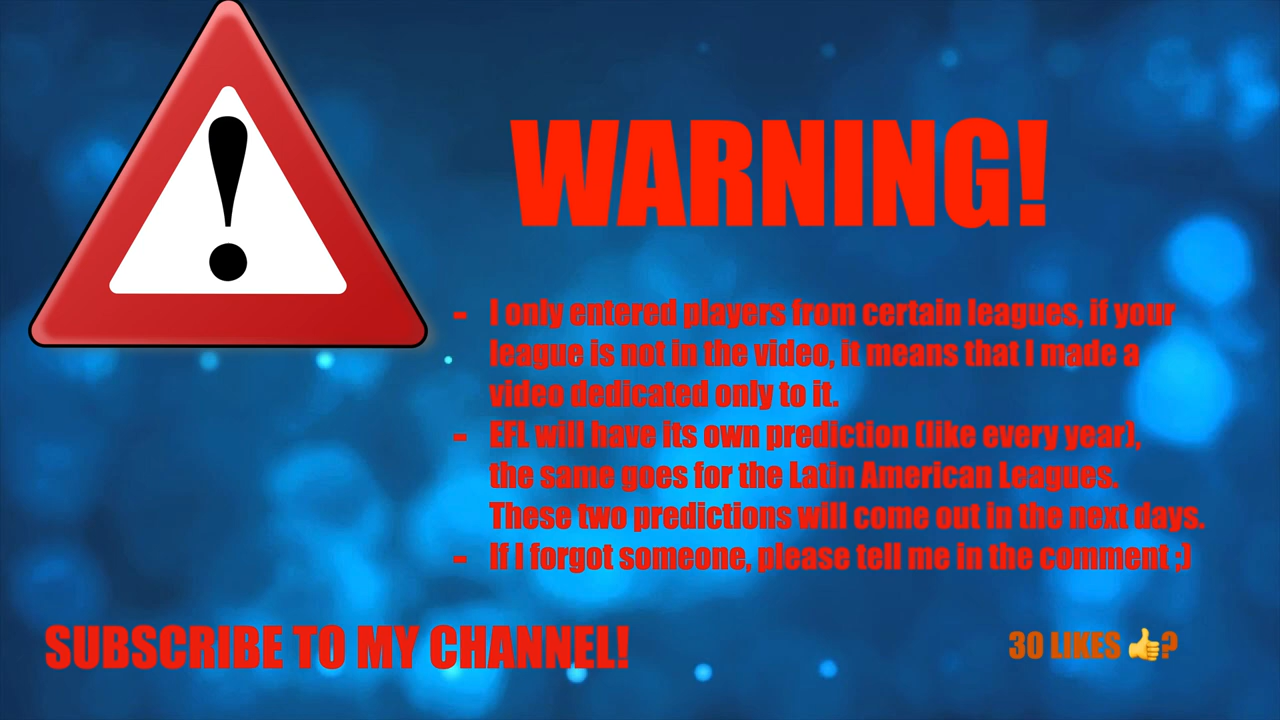 WARNING!
- I only entered players from certain leagues, if your
league is not in the video, it means that I made a
video dedicated only to it.
- EFL will have its own prediction (like every year),
the same goes for the Latin American Leagues.
These two predictions will come out in the next days.
- If I forgot someone, please tell me in the comment ;)
SUBSCRIBE TO MY CHANNEL!
30 LIKES 👍?